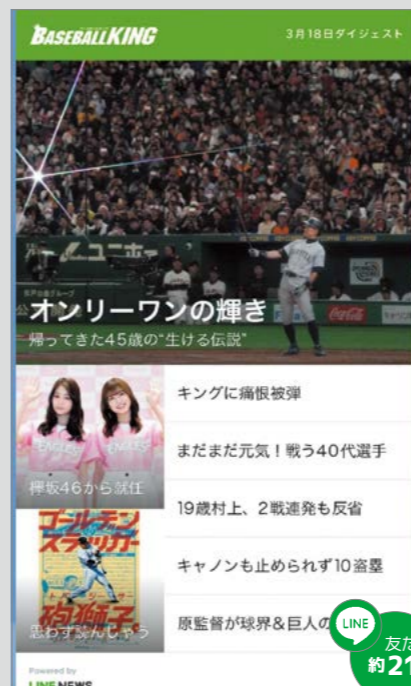 BASEBALL KING
3月18日ダイジェスト
オンリーワンの輝き
帰ってきた45歳の“生ける伝説”
Coca-Cola
キングに痛恨被弾
まだまだ元気！戦う40代選手
欅坂46から就任
19歳村上、2戦連発も反省
ゴールデン
スラッガー
キャノンも止められず10盗塁
砲獅子。
思わず読んじゃう
原監督が球界＆巨人の
LINE
友だ
約21
Powered by
LINE NEWS